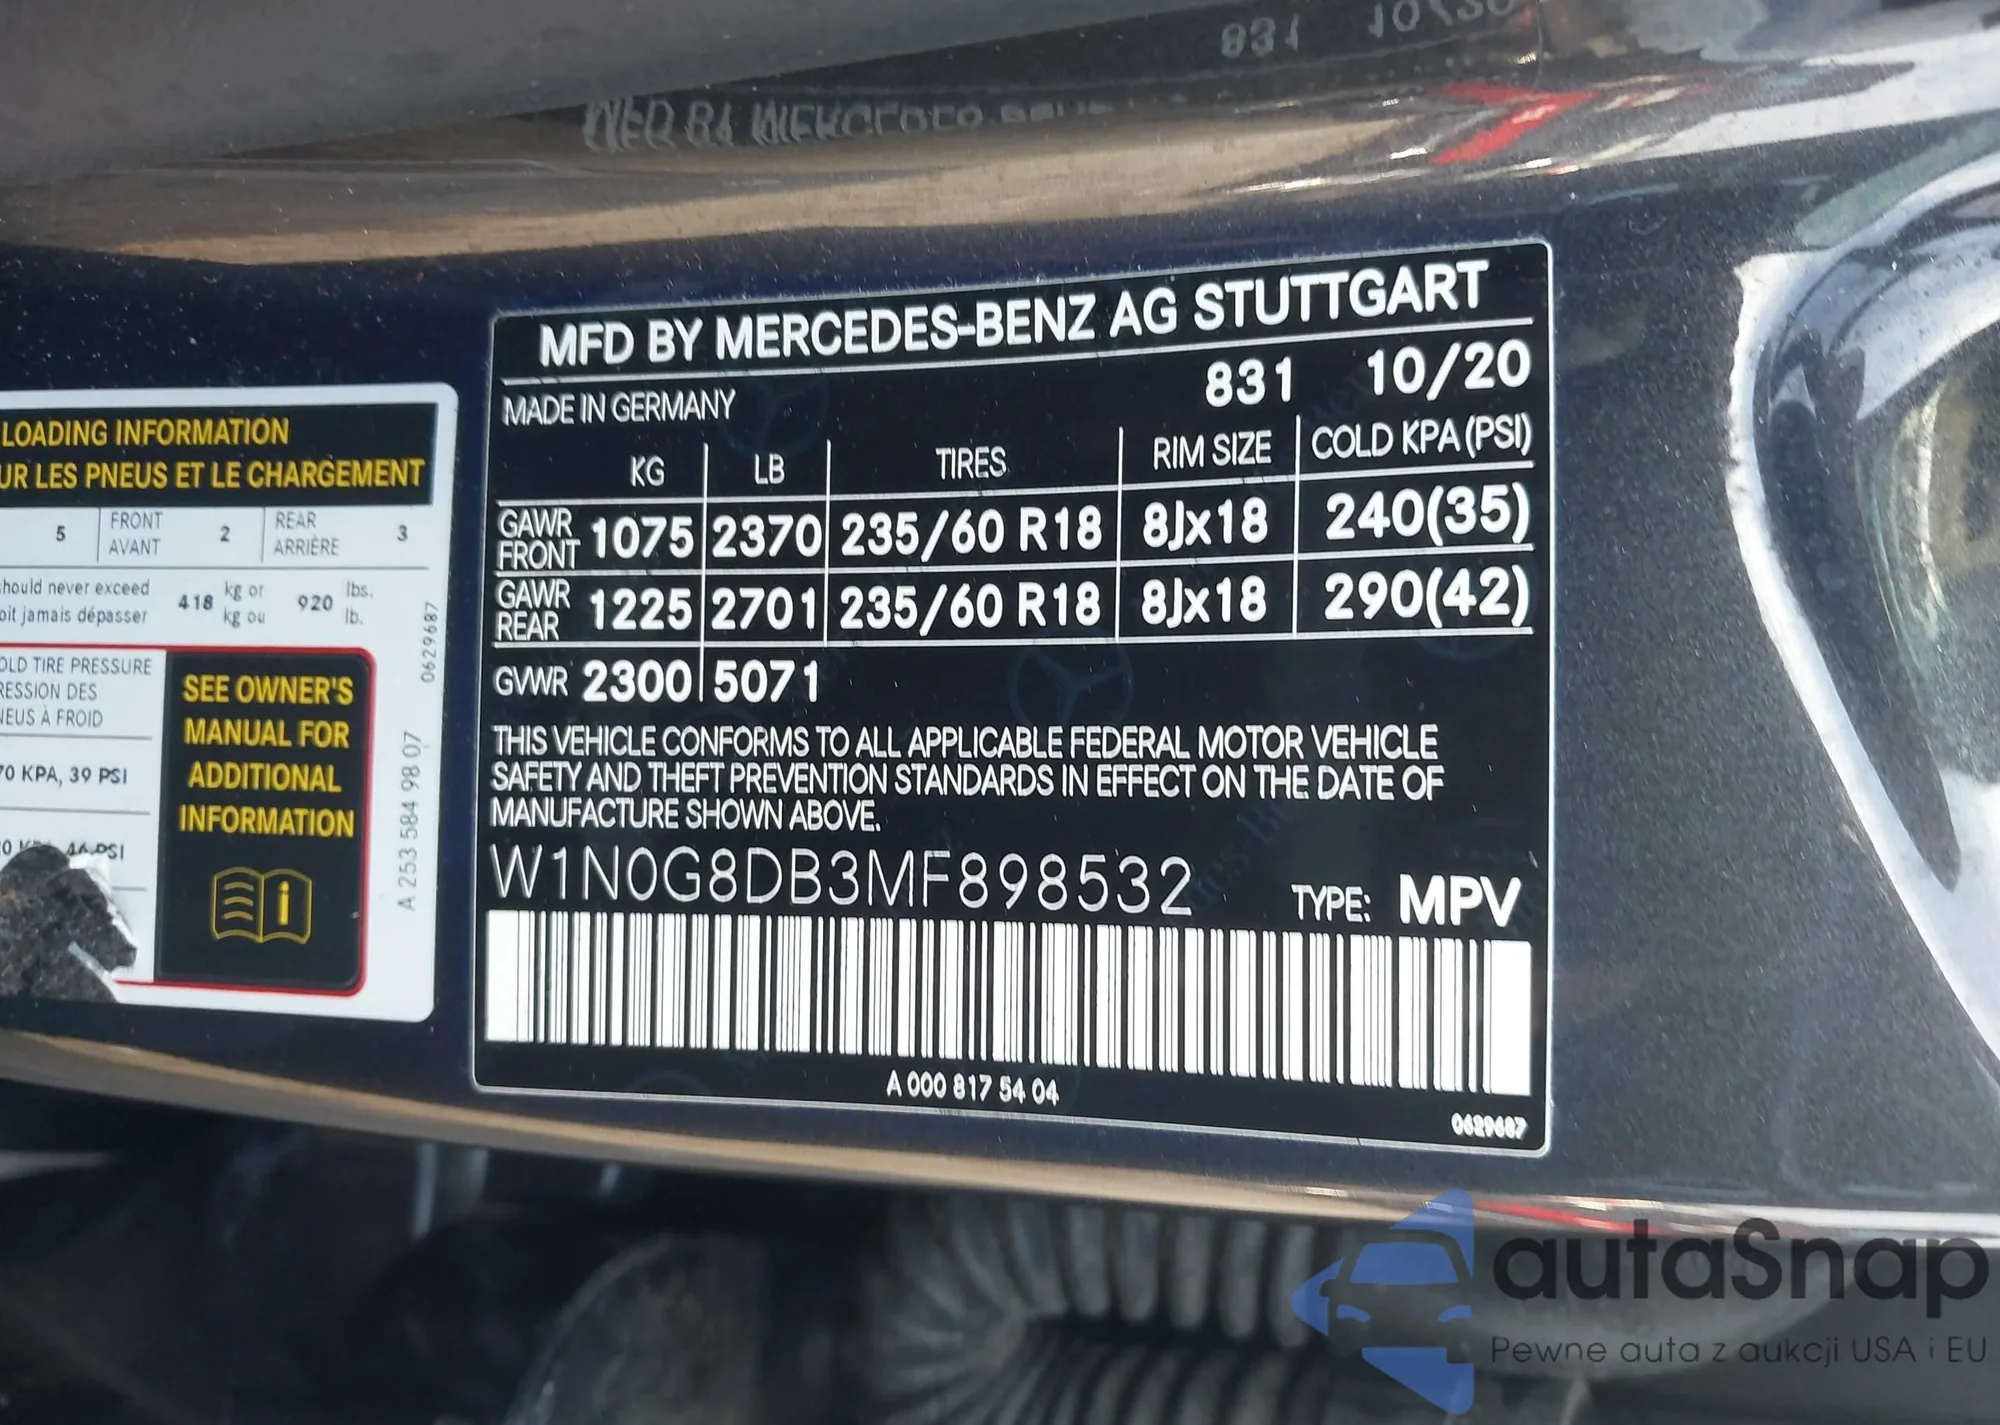 LOADING INFORMATION
UR LES PNEUS ET LE CHARGEMENT
5 FRONT AVANT 2 REAR ARRIÈRE 3
should never exceed
oit jamais dépasser
418 kg or kg ou 920 lbs. lb.
OLD TIRE PRESSURE
RESSION DES
NEUS À FROID
70 KPA, 39 PSI
46 PSI
SEE OWNER'S
MANUAL FOR
ADDITIONAL
INFORMATION
0629687
A 253 584 98 07
MFD BY MERCEDES-BENZ AG STUTTGART
MADE IN GERMANY 831 10/20
KG LB TIRES RIM SIZE COLD KPA (PSI)
GAWR FRONT 1075 2370 235/60 R18 8Jx18 240(35)
GAWR REAR 1225 2701 235/60 R18 8Jx18 290(42)
GVWR 2300 5071
THIS VEHICLE CONFORMS TO ALL APPLICABLE FEDERAL MOTOR VEHICLE
SAFETY AND THEFT PREVENTION STANDARDS IN EFFECT ON THE DATE OF
MANUFACTURE SHOWN ABOVE.
W1N0G8DB3MF898532 TYPE: MPV
A 000 817 54 04
0629687
autaSnap
Pewne auta z aukcji USA i EU